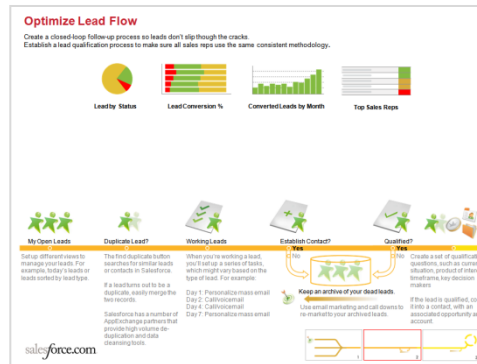 Optimize Lead Flow
Create a closed-loop follow-up process so leads don't slip though the cracks.
Establish a lead qualification process to make sure all sales reps use the same consistent methodology.
Lead by Status
Lead Conversion %
Converted Leads by Month
Top Sales Reps
My Open Leads
Duplicate Lead?
Working Leads
Establish Contact?
Qualified?
Yes
Yes
No
No
Set up different views to
manage your leads. For
example, today's leads or
leads sorted by lead type.
The find duplicate button
searches for similar leads
or contacts in Salesforce.
If a lead turns out to be a
duplicate, easily merge the
two records.
Salesforce has a number of
AppExchange partners that
provide high volume de-
duplication and data
cleansing tools.
When you're working a lead,
you'll set up a series of tasks,
which might vary based on the
type of lead. For example:
Day 1: Personalize mass email
Day 2: Call/voicemail
Day 4: Call/voicemail
Day 7: Personalize mass email
Keep an archive of your dead leads.
Use email marketing and call downs to
re-market to your archived leads.
Create a set of qualificat
questions, such as curren
situation, product of inter
timeframe, key decision
makers
If the lead is qualified, co
it into a contact, with an
associated opportunity a
account.
salesforce.com
1
2